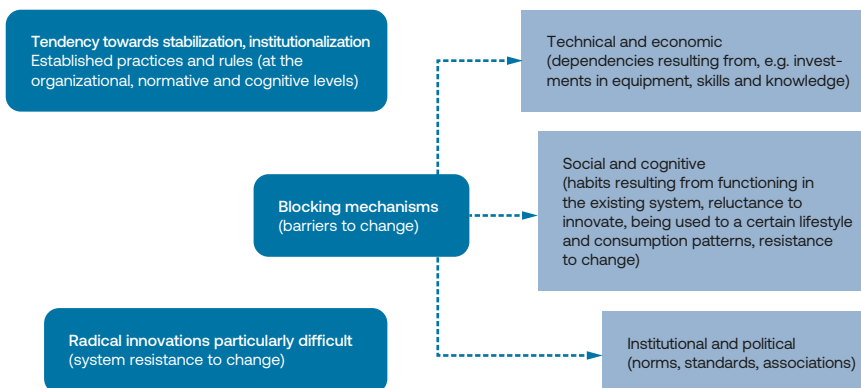 Tendency towards stabilization, institutionalization
Established practices and rules (at the
organizational, normative and cognitive levels)
Technical and economic
(dependencies resulting from, e.g. invest-
ments in equipment, skills and knowledge)
Social and cognitive
(habits resulting from functioning in
the existing system, reluctance to
innovate, being used to a certain lifestyle
and consumption patterns, resistance
to change)
Blocking mechanisms
(barriers to change)
Radical innovations particularly difficult
(system resistance to change)
Institutional and political
(norms, standards, associations)